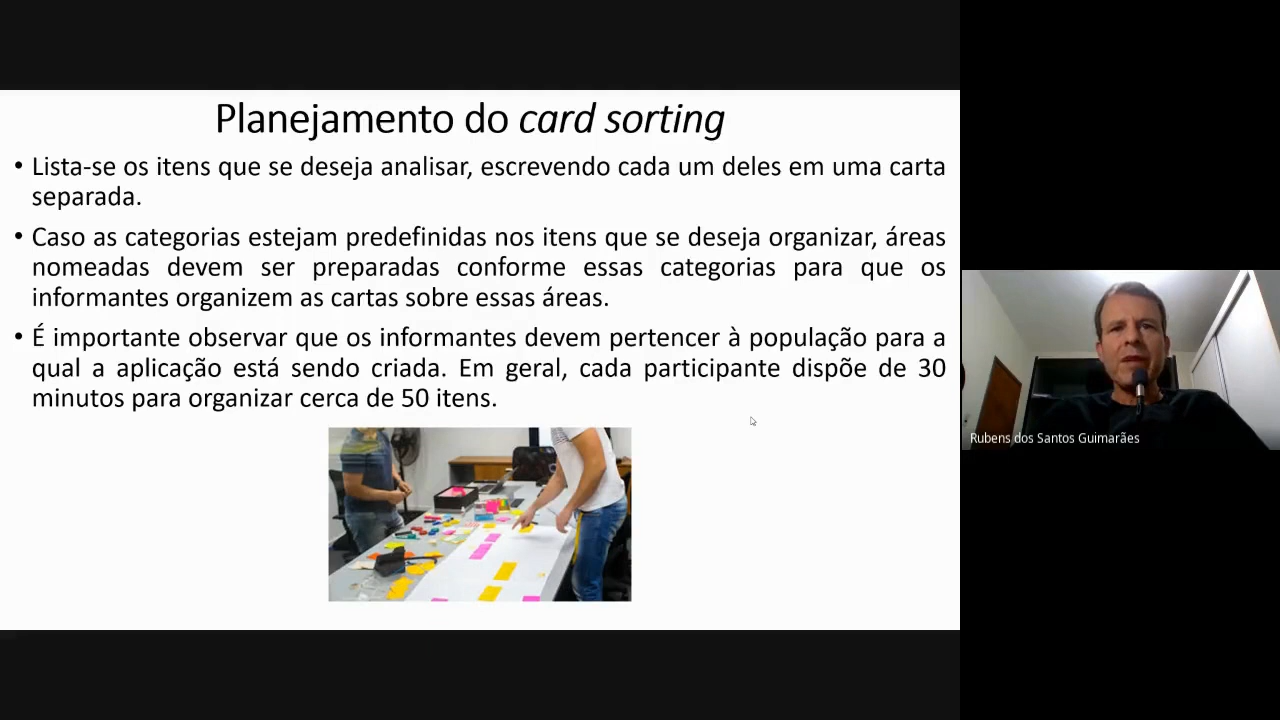 Planejamento do card sorting
• Lista-se os itens que se deseja analisar, escrevendo cada um deles em uma carta
separada.
• Caso as categorias estejam predefinidas nos itens que se deseja organizar, áreas
nomeadas devem ser preparadas conforme essas categorias para que os
informantes organizem as cartas sobre essas áreas.
• É importante observar que os informantes devem pertencer à população para a
qual a aplicação está sendo criada. Em geral, cada participante dispõe de 30
minutos para organizar cerca de 50 itens.
Rubens dos Santos Guimarães